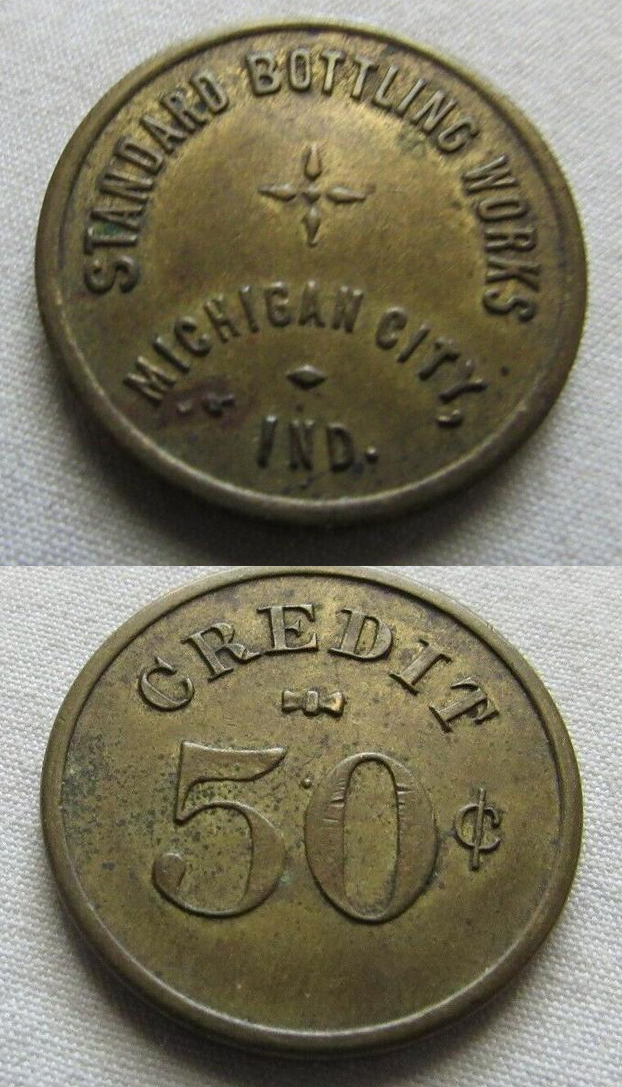 STANDARD BOTTLING WORKS
MICHIGAN CITY,
IND.
CREDIT
50¢